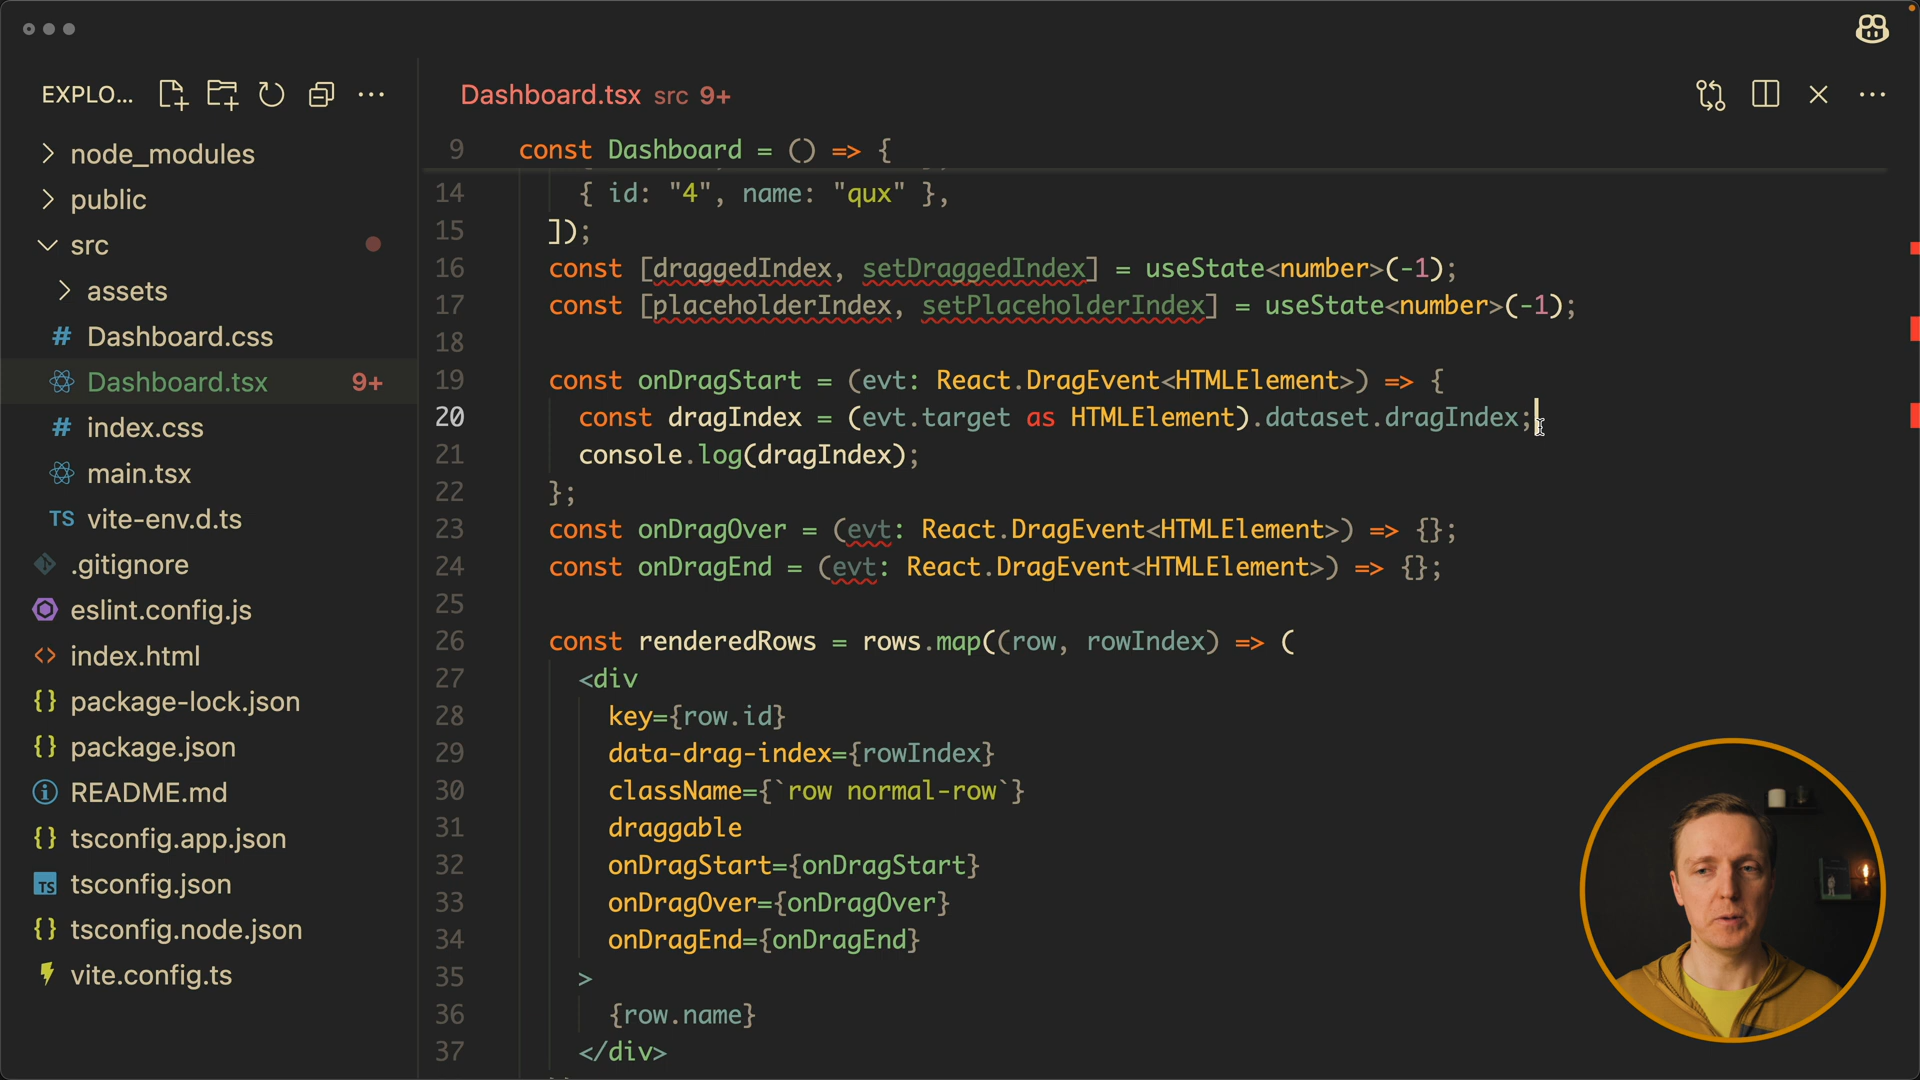 EXPLO...
node_modules
public
src
assets
# Dashboard.css
Dashboard.tsx 9+
# index.css
main.tsx
TS vite-env.d.ts
.gitignore
eslint.config.js
<> index.html
{} package-lock.json
{} package.json
README.md
{} tsconfig.app.json
TS tsconfig.json
{} tsconfig.node.json
vite.config.ts
Dashboard.tsx src 9+
9 const Dashboard = () => {
14 { id: "4", name: "qux" },
15 ]);
16 const [draggedIndex, setDraggedIndex] = useState<number>(-1);
17 const [placeholderIndex, setPlaceholderIndex] = useState<number>(-1);
18
19 const onDragStart = (evt: React.DragEvent<HTMLElement>) => {
20 const dragIndex = (evt.target as HTMLElement).dataset.dragIndex;
21 console.log(dragIndex);
22 };
23 const onDragOver = (evt: React.DragEvent<HTMLElement>) => {};
24 const onDragEnd = (evt: React.DragEvent<HTMLElement>) => {};
25
26 const renderedRows = rows.map((row, rowIndex) => (
27 <div
28 key={row.id}
29 data-drag-index={rowIndex}
30 className={`row normal-row`}
31 draggable
32 onDragStart={onDragStart}
33 onDragOver={onDragOver}
34 onDragEnd={onDragEnd}
35 >
36 {row.name}
37 </div>